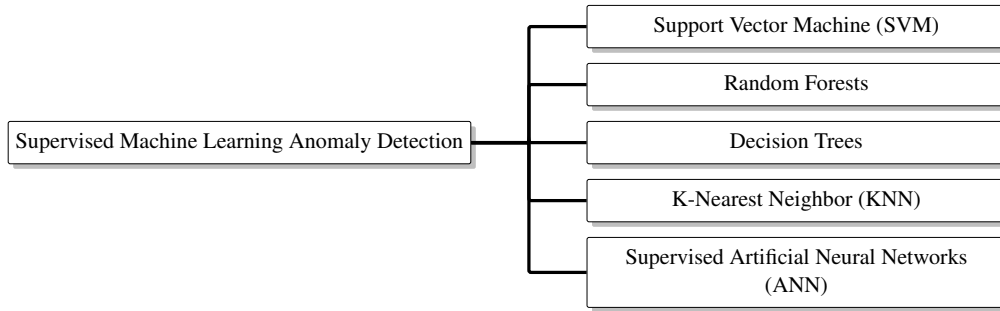 Support Vector Machine (SVM)
Random Forests
Supervised Machine Learning Anomaly Detection
Decision Trees
K-Nearest Neighbor (KNN)
Supervised Artificial Neural Networks
(ANN)